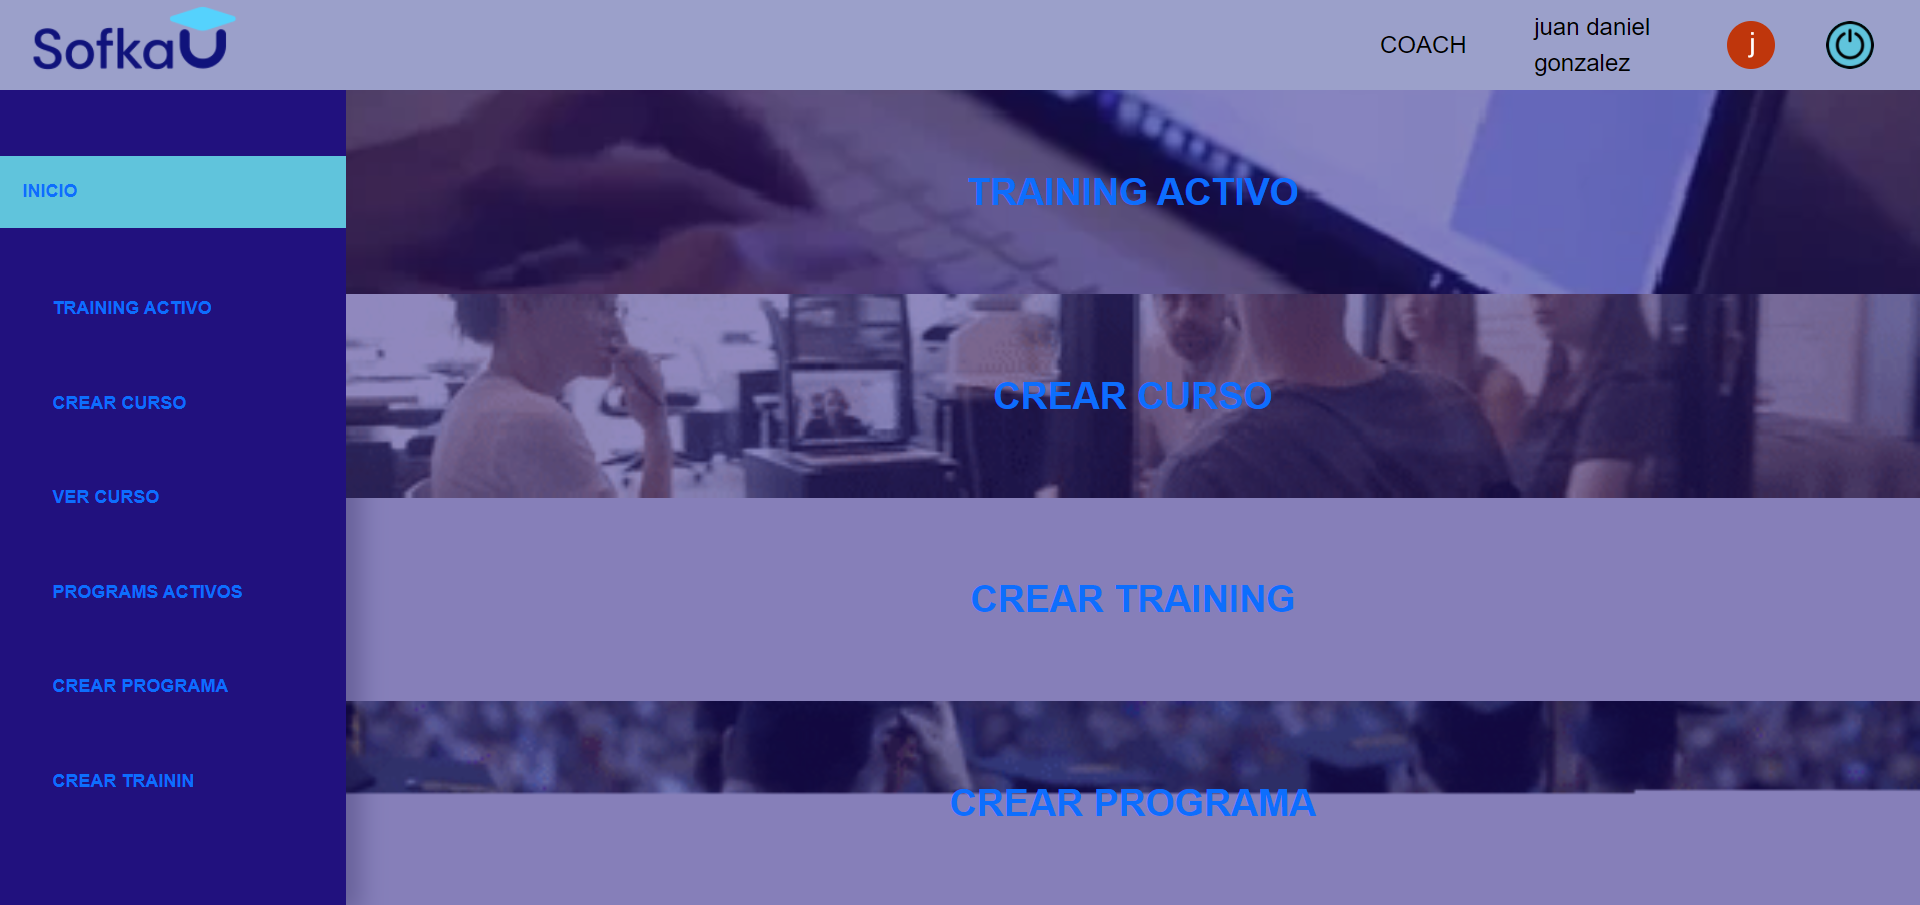 SofkaU
COACH
juan daniel
gonzalez
j
INICIO
TRAINING ACTIVO
CREAR CURSO
VER CURSO
PROGRAMS ACTIVOS
CREAR PROGRAMA
CREAR TRAININ
TRAINING ACTIVO
CREAR CURSO
CREAR TRAINING
CREAR PROGRAMA